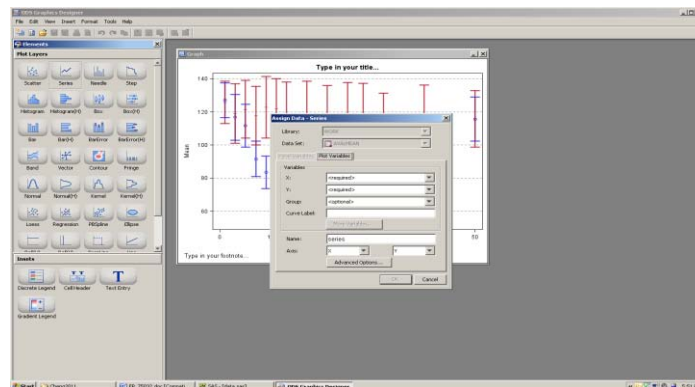 ODS Graphics Designer
File Edit View Insert Format Tools Help
Elements
Plot Layers
Scatter Series Needle Step
Histogram Histogram(H) Box Box(H)
Bar Bar(H) BarError BarError(H)
Band Vector Contour Fringe
Normal Normal(H) Kernel Kernel(H)
Loess Regression PBSpline Ellipse
Insets
Discrete Legend Cell Header Text Entry
Gradient Legend
Graph
Type in your title...
140
120
100
80
60
Mean
0
50
Type in your footnote...
Assign Data - Series
Library: WORK
Data Set:
Plot Variables
Variables
X: <required>
Y: <required>
Group: <optional>
Curve Label:
More Variables...
Name: series
Axis: X Y
Advanced Options...
OK Cancel
Start
ODS Graphics Designer